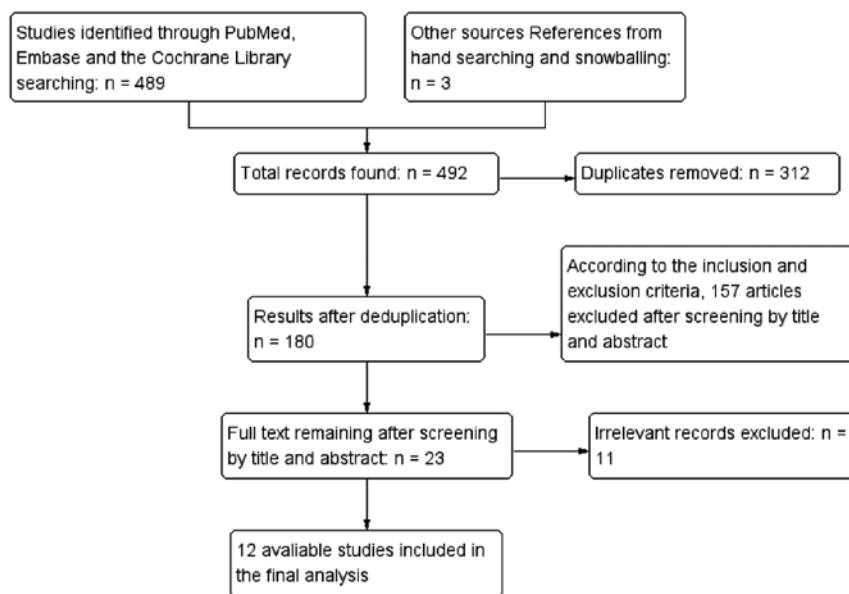 Studies identified through PubMed,
Embase and the Cochrane Library
searching: n = 489
Other sources References from
hand searching and snowballing:
n = 3
Total records found: n = 492
Duplicates removed: n = 312
According to the inclusion and
exclusion criteria, 157 articles
excluded after screening by title
and abstract
Results after deduplication:
n = 180
Full text remaining after screening
by title and abstract: n = 23
Irrelevant records excluded: n =
11
12 avaliable studies included in
the final analysis